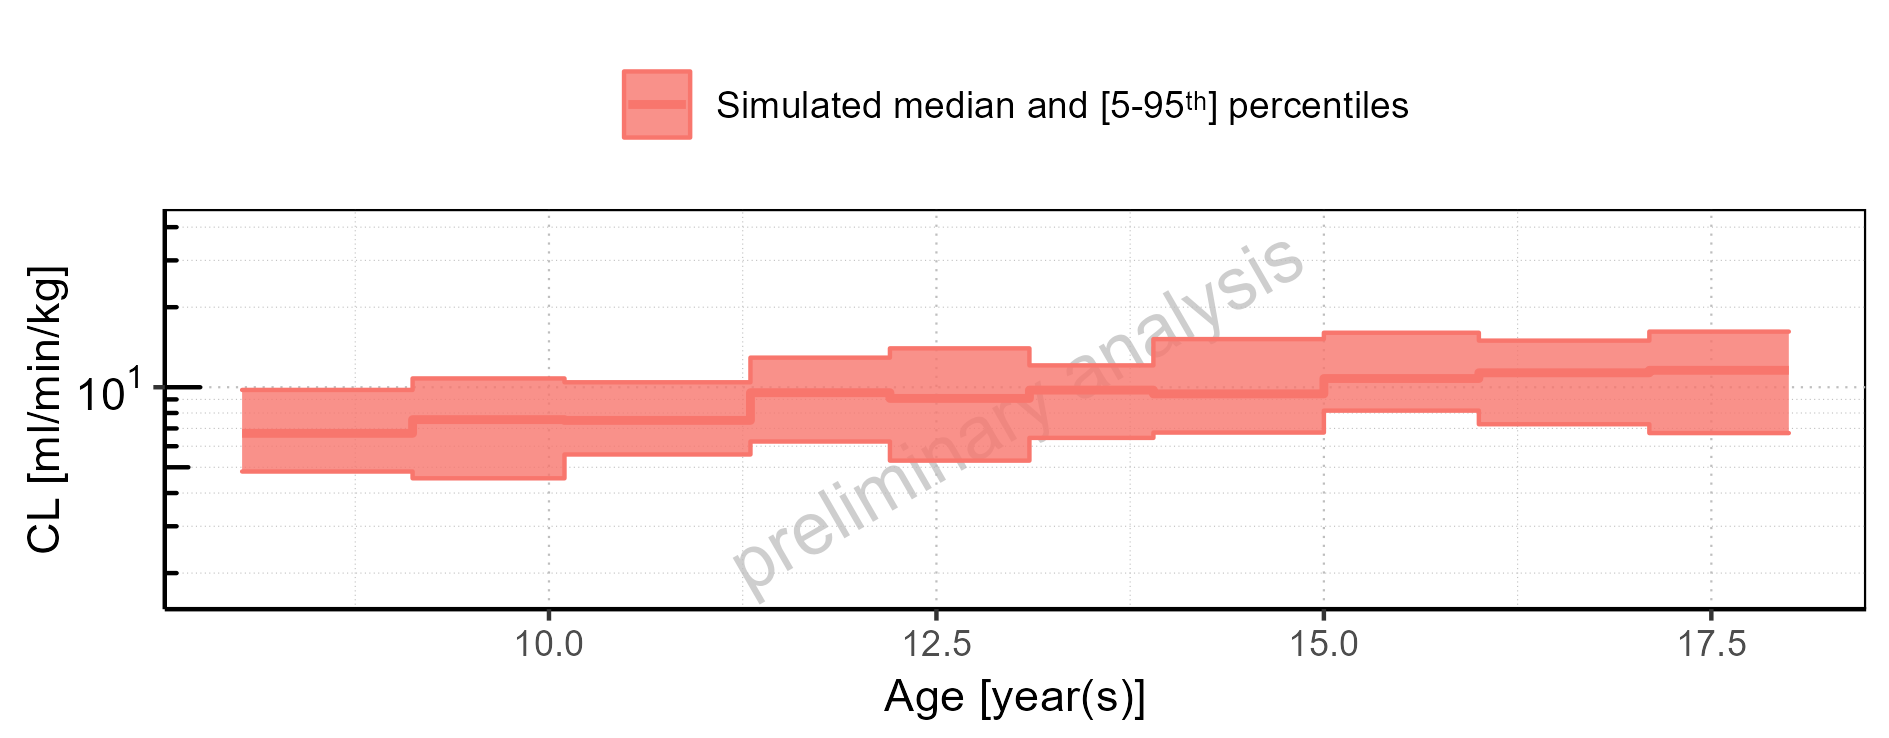 Simulated median and [5-95th] percentiles
CL [ml/min/kg]
10¹
preliminary analysis
10.0 12.5 15.0 17.5
Age [year(s)]